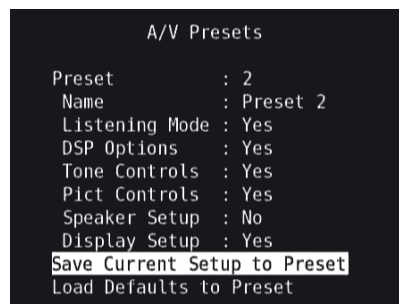 A/V Presets
Preset : 2
Name : Preset 2
Listening Mode : Yes
DSP Options : Yes
Tone Controls : Yes
Pict Controls : Yes
Speaker Setup : No
Display Setup : Yes
Save Current Setup to Preset
Load Defaults to Preset